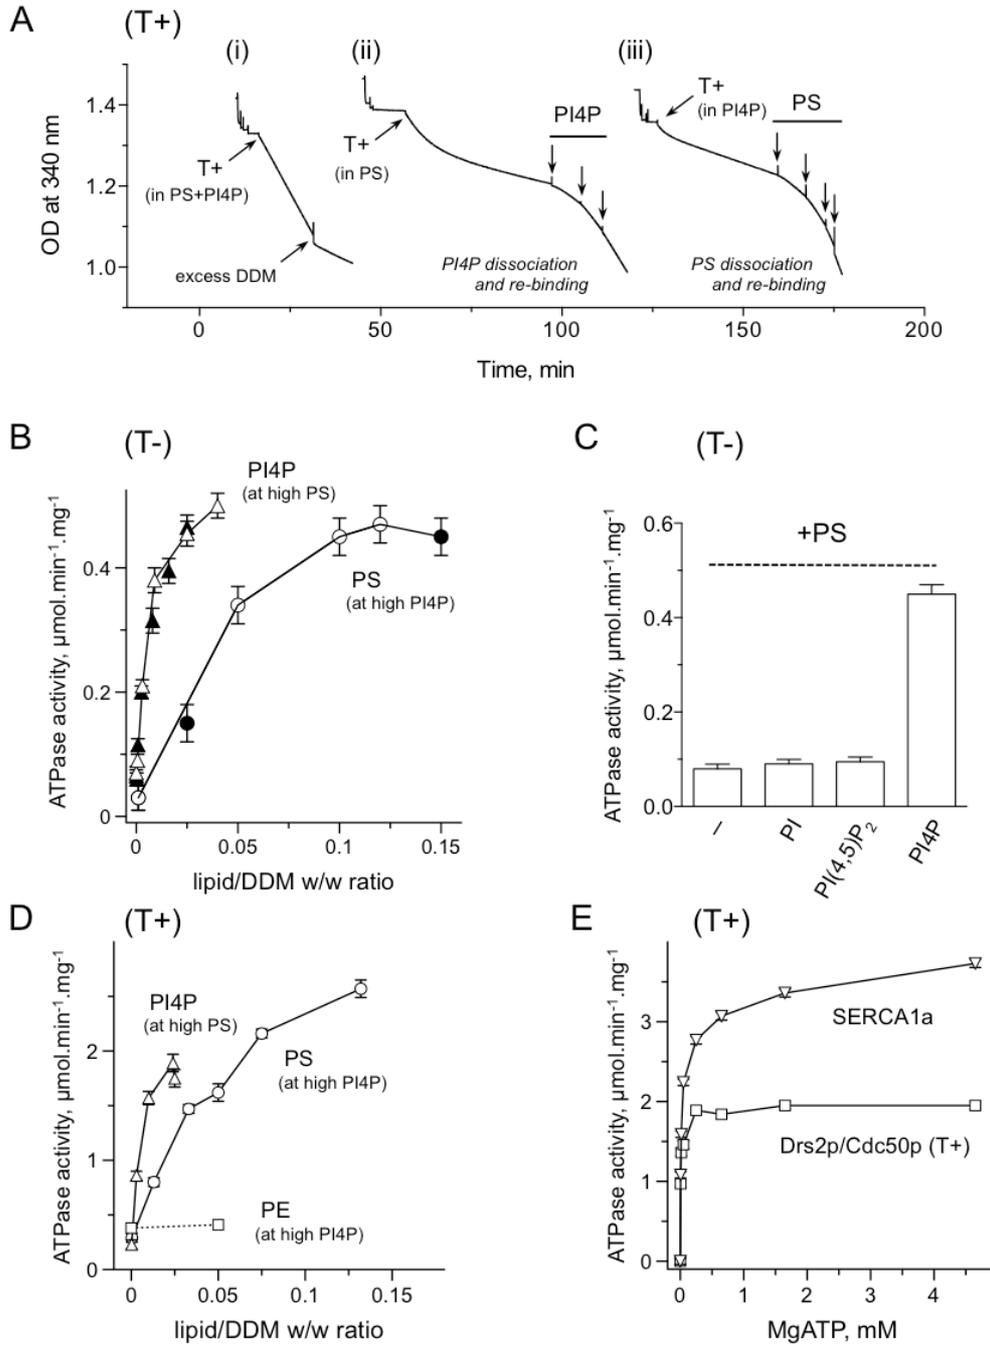 A
(T+)
(i)
(ii)
(iii)
OD at 340 nm
1.4
1.2
1.0
T+
(in PS+PI4P)
excess DDM
T+
(in PS)
PI4P
PI4P dissociation
and re-binding
T+
(in PI4P)
PS
PS dissociation
and re-binding
0
50
100
150
200
Time, min
B
(T-)
ATPase activity, µmol.min⁻¹.mg⁻¹
0.4
0.2
0
PI4P
(at high PS)
PS
(at high PI4P)
0
0.05
0.1
0.15
lipid/DDM w/w ratio
C
(T-)
ATPase activity, µmol.min⁻¹.mg⁻¹
0.6
0.4
0.2
0.0
+PS
–
PI
PI(4,5)P₂
PI4P
D
(T+)
ATPase activity, µmol.min⁻¹.mg⁻¹
2
1
0
PI4P
(at high PS)
PS
(at high PI4P)
PE
(at high PI4P)
0
0.05
0.10
0.15
lipid/DDM w/w ratio
E
(T+)
ATPase activity, µmol.min⁻¹.mg⁻¹
3
2
1
0
SERCA1a
Drs2p/Cdc50p (T+)
0
1
2
3
4
MgATP, mM